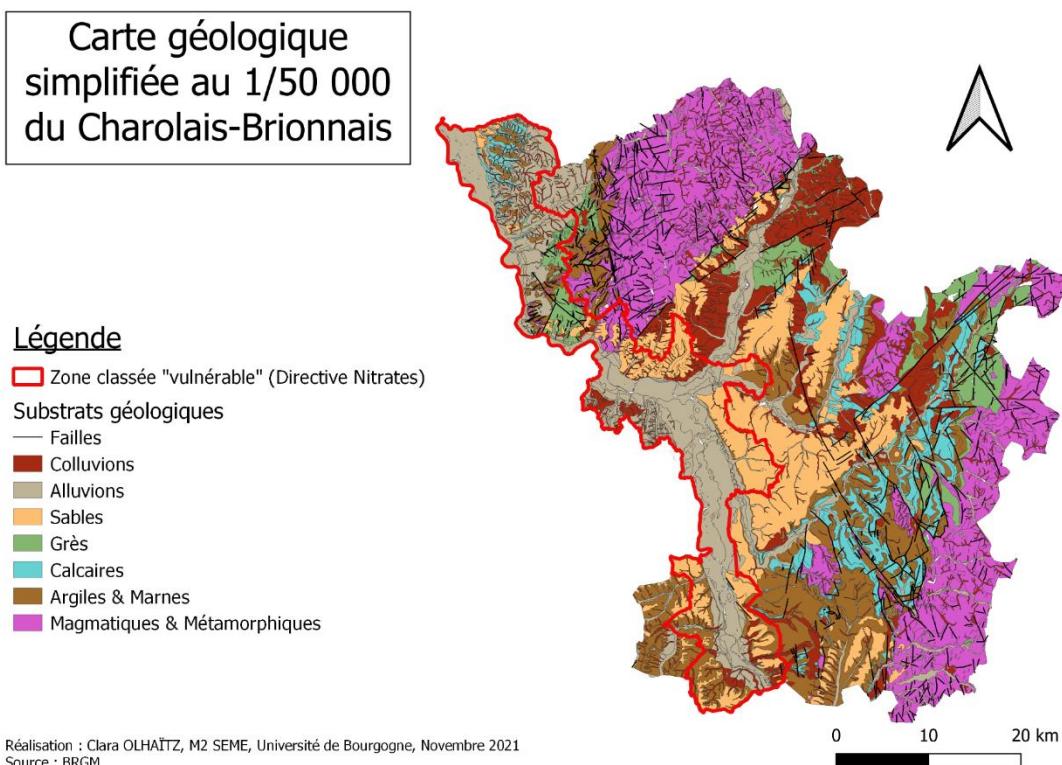 Carte géologique
simplifiée au 1/50 000
du Charolais-Brionnais
Légende
Zone classée "vulnérable" (Directive Nitrates)
Substrats géologiques
Failles
Colluvions
Alluvions
Sables
Grès
Calcaires
Argiles & Marnes
Magmatiques & Métamorphiques
Réalisation : Clara OLHAÏTZ, M2 SEME, Université de Bourgogne, Novembre 2021
Source : BRGM
0 10 20 km